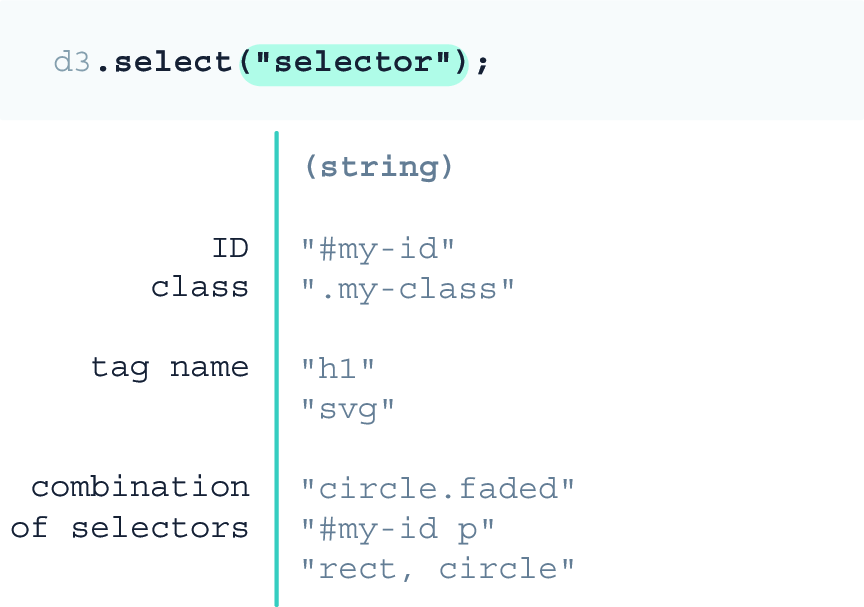 d3.select("selector");
(string)
ID "#my-id"
class ".my-class"
tag name "h1"
"svg"
combination "circle.faded"
of selectors "#my-id p"
"rect, circle"